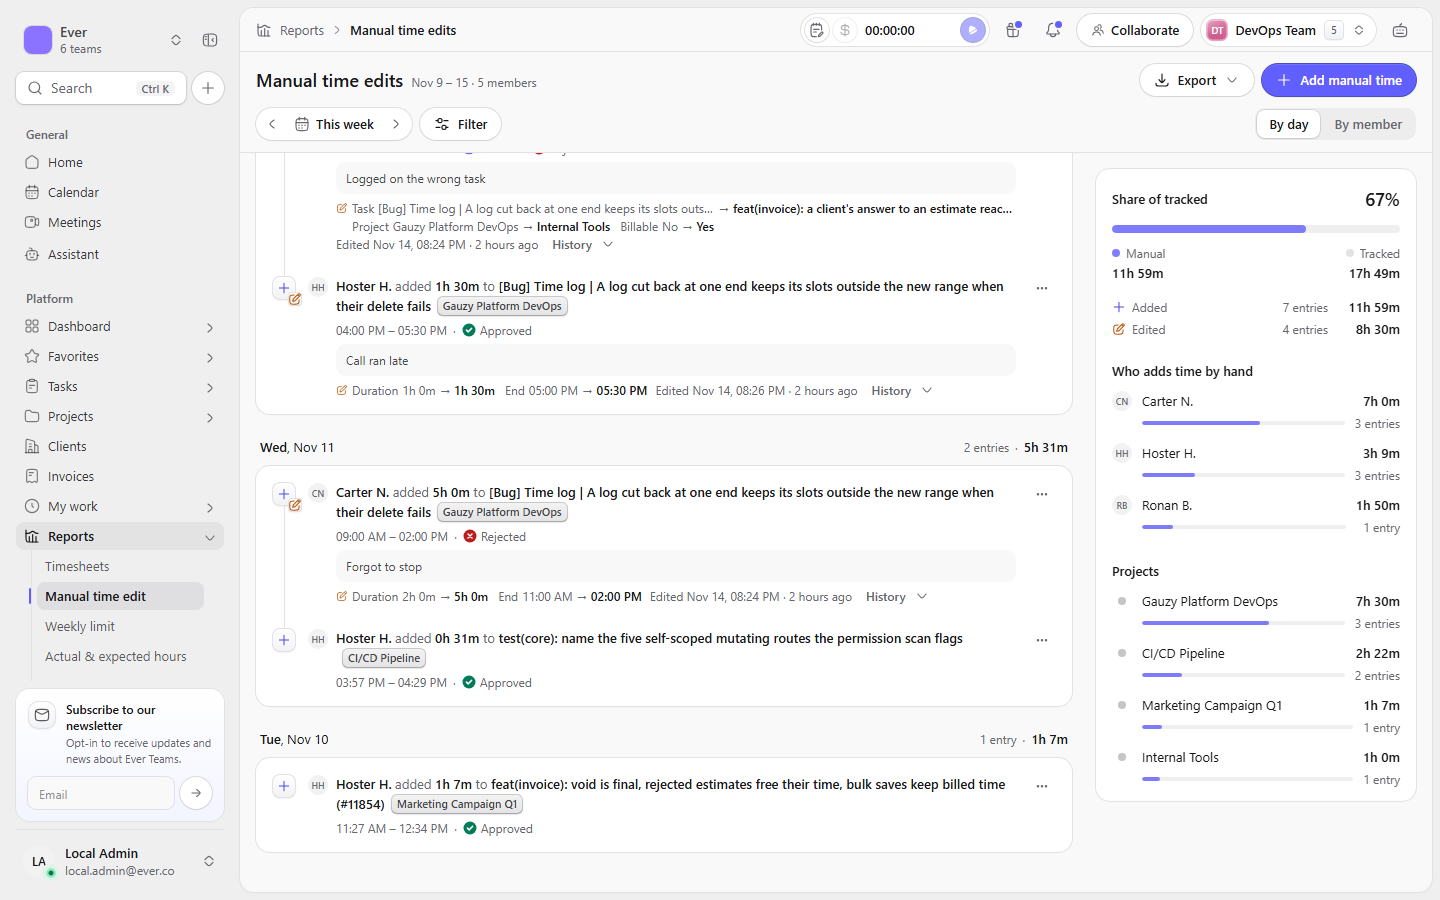 Ever
6 teams
Search
Ctrl K
General
Home
Calendar
Meetings
Assistant
Platform
Dashboard
Favorites
Tasks
Projects
Clients
Invoices
My work
Reports
Timesheets
Manual time edit
Weekly limit
Actual & expected hours
Subscribe to our newsletter
Opt-in to receive updates and news about Ever Teams.
Email
LA
Local Admin
local.admin@ever.co
Reports > Manual time edits
00:00:00
Collaborate
DT
DevOps Team
5
Manual time edits
Nov 9 – 15 · 5 members
Export
Add manual time
This week
Filter
By day
By member
Logged on the wrong task
Task [Bug] Time log | A log cut back at one end keeps its slots outs... → feat(invoice): a client's answer to an estimate reac...
Project Gauzy Platform DevOps → Internal Tools Billable No → Yes
Edited Nov 14, 08:24 PM · 2 hours ago History
HH
Hoster H. added 1h 30m to [Bug] Time log | A log cut back at one end keeps its slots outside the new range when
their delete fails Gauzy Platform DevOps
04:00 PM – 05:30 PM · Approved
Call ran late
Duration 1h 0m → 1h 30m End 05:00 PM → 05:30 PM Edited Nov 14, 08:26 PM · 2 hours ago History
Wed, Nov 11
2 entries · 5h 31m
CN
Carter N. added 5h 0m to [Bug] Time log | A log cut back at one end keeps its slots outside the new range when
their delete fails Gauzy Platform DevOps
09:00 AM – 02:00 PM · Rejected
Forgot to stop
Duration 2h 0m → 5h 0m End 11:00 AM → 02:00 PM Edited Nov 14, 08:24 PM · 2 hours ago History
HH
Hoster H. added 0h 31m to test(core): name the five self-scoped mutating routes the permission scan flags
CI/CD Pipeline
03:57 PM – 04:29 PM · Approved
Tue, Nov 10
1 entry · 1h 7m
HH
Hoster H. added 1h 7m to feat(invoice): void is final, rejected estimates free their time, bulk saves keep billed time
(#11854) Marketing Campaign Q1
11:27 AM – 12:34 PM · Approved
Share of tracked
67%
Manual
Tracked
11h 59m
17h 49m
Added 7 entries 11h 59m
Edited 4 entries 8h 30m
Who adds time by hand
CN Carter N. 7h 0m
3 entries
HH Hoster H. 3h 9m
3 entries
RB Ronan B. 1h 50m
1 entry
Projects
Gauzy Platform DevOps 7h 30m
3 entries
CI/CD Pipeline 2h 22m
2 entries
Marketing Campaign Q1 1h 7m
1 entry
Internal Tools 1h 0m
1 entry